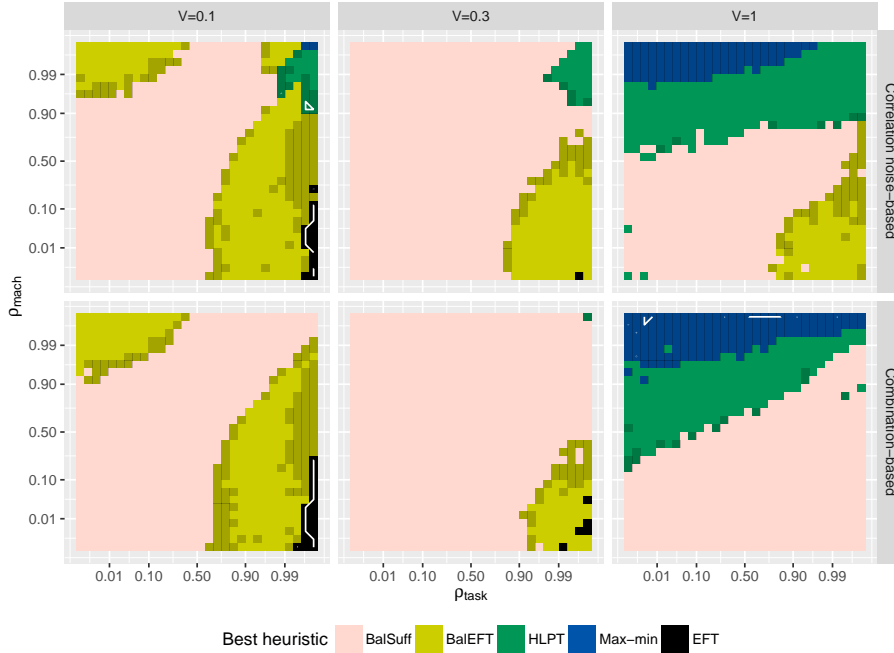 V=0.1 V=0.3 V=1
0.99
0.90
0.50
0.10
0.01
Correlation noise−based
ρmach
0.99
0.90
0.50
0.10
0.01
Combination−based
0.01 0.10 0.50 0.90 0.99 0.01 0.10 0.50 0.90 0.99 0.01 0.10 0.50 0.90 0.99
ρtask
Best heuristic BalSuff BalEFT HLPT Max−min EFT